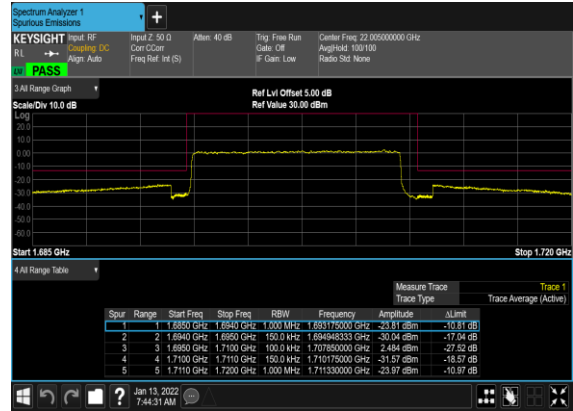 Spectrum Analyzer 1
Spurious Emissions
KEYSIGHT Input: RF Input Z: 50 Ω Atten: 40 dB Trig: Free Run Center Freq: 22.005000000 GHz
RL Coupling: DC Corr CCorr Gate: Off Avg|Hold: 100/100
Align: Auto Freq Ref: Int (S) IF Gain: Low Radio Std: None
LXI PASS
3 All Range Graph Ref Lvl Offset 5.00 dB
Scale/Div 10.0 dB Ref Value 30.00 dBm
Log
20.0
10.0
0.00
-10.0
-20.0
-30.0
-40.0
-50.0
-60.0
Start 1.685 GHz Stop 1.720 GHz
4 All Range Table
Measure Trace Trace 1
Trace Type Trace Average (Active)
Spur Range Start Freq Stop Freq RBW Frequency Amplitude ΔLimit
1 1 1.6850 GHz 1.6940 GHz 1.000 MHz 1.693175000 GHz -23.81 dBm -10.81 dB
2 2 1.6940 GHz 1.6950 GHz 150.0 kHz 1.694948333 GHz -30.04 dBm -17.04 dB
3 3 1.6950 GHz 1.7100 GHz 100.0 kHz 1.707850000 GHz 2.484 dBm -27.52 dB
4 4 1.7100 GHz 1.7110 GHz 150.0 kHz 1.710175000 GHz -31.57 dBm -18.57 dB
5 5 1.7110 GHz 1.7200 GHz 1.000 MHz 1.711330000 GHz -23.97 dBm -10.97 dB
? Jan 13, 2022
7:44:31 AM